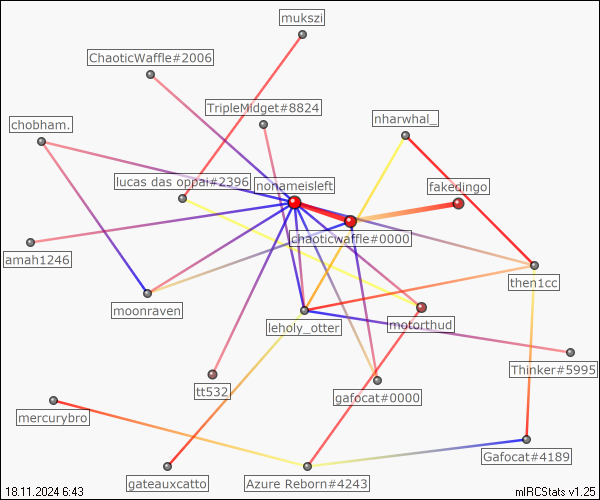 mukszi
ChaoticWaffle#2006
TripleMidget#8824
chobham.
nharwhal_
lucas das oppai#2396
nonameisleft
fakedingo
chaoticwaffle#0000
amah1246
then1cc
moonraven
leholy_otter
motorthud
Thinker#5995
tt532
gafocat#0000
mercurybro
Gafocat#4189
gateauxcatto
Azure Reborn#4243
18.11.2024 6:43
mIRCStats v1.25